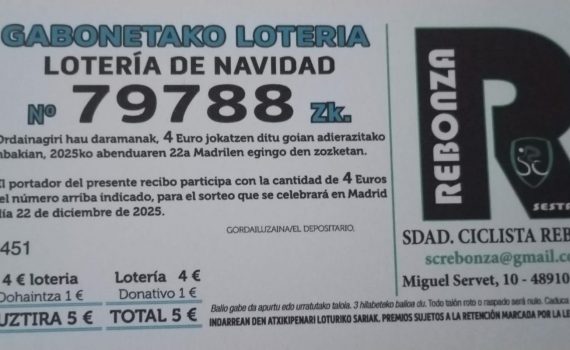 GABONETAKO LOTERIA
LOTERÍA DE NAVIDAD
Nº 79788 Zk.
Ordainagiri hau daramanak, 4 Euro jokatzen ditu goian adierazitako
2025ko abenduaren 22a Madrilen egingo den zozketan.
El portador del presente recibo participa con la cantidad de 4 Euros
el número arriba indicado, para el sorteo que se celebrará en Madrid
día 22 de diciembre de 2025.
GORDAILUZAINA/EL DEPOSITARIO,
451
4 € loteria
Dohaintza 1 €
UZTIRA 5 €
Lotería 4 €
Donativo 1 €
TOTAL 5 €
Balio gabe da apurtu edo urratutako taloia. 3 hilabeteko balioa du. Todo talón roto o raspado será nulo. Caduca
INDARREAN DEN ATXIKIPENARI LOTURIKO SARIAK. PREMIOS SUJETOS A LA RETENCIÓN MARCADA POR LA
REBONZA
R
SC
SESTA
SDAD. CICLISTA REB
screbonza@gmail.co
Miguel Servet, 10 - 48910